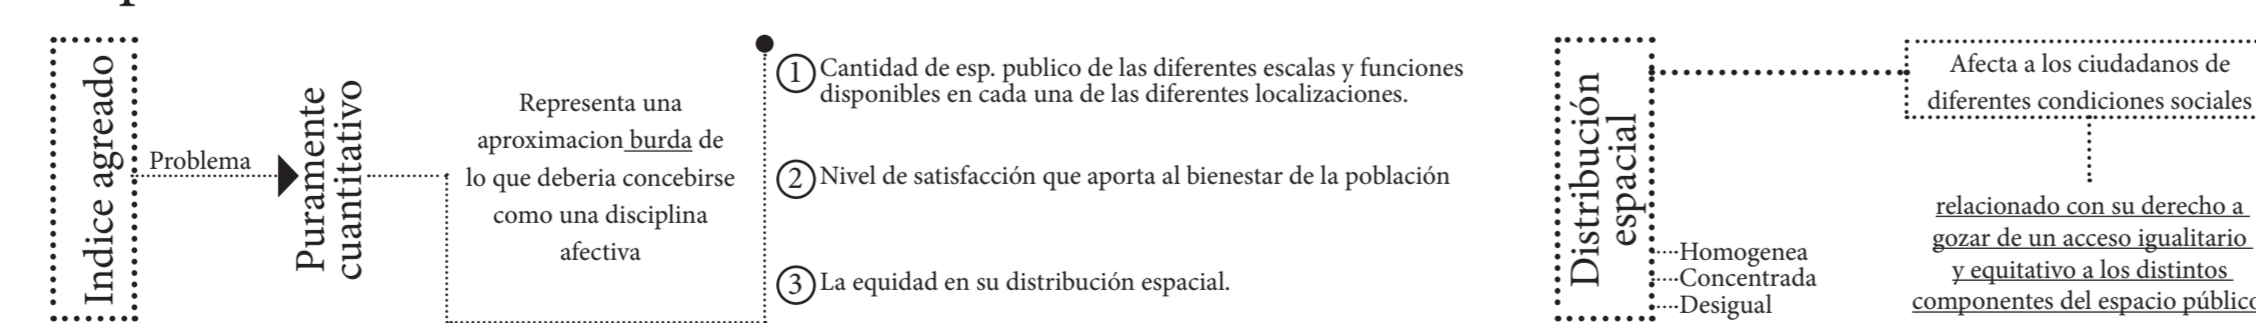 Indice agreado
Problema
Puramente
cuantitativo
Representa una
aproximacion burda de
lo que deberia concebirse
como una disciplina
afectiva
1 Cantidad de esp. publico de las diferentes escalas y funciones
disponibles en cada una de las diferentes localizaciones.
2 Nivel de satisfacción que aporta al bienestar de la población
3 La equidad en su distribución espacial.
Distribución
espacial
Homogenea
Concentrada
Desigual
Afecta a los ciudadanos de
diferentes condiciones sociales
relacionado con su derecho a
gozar de un acceso igualitario
y equitativo a los distintos
componentes del espacio público